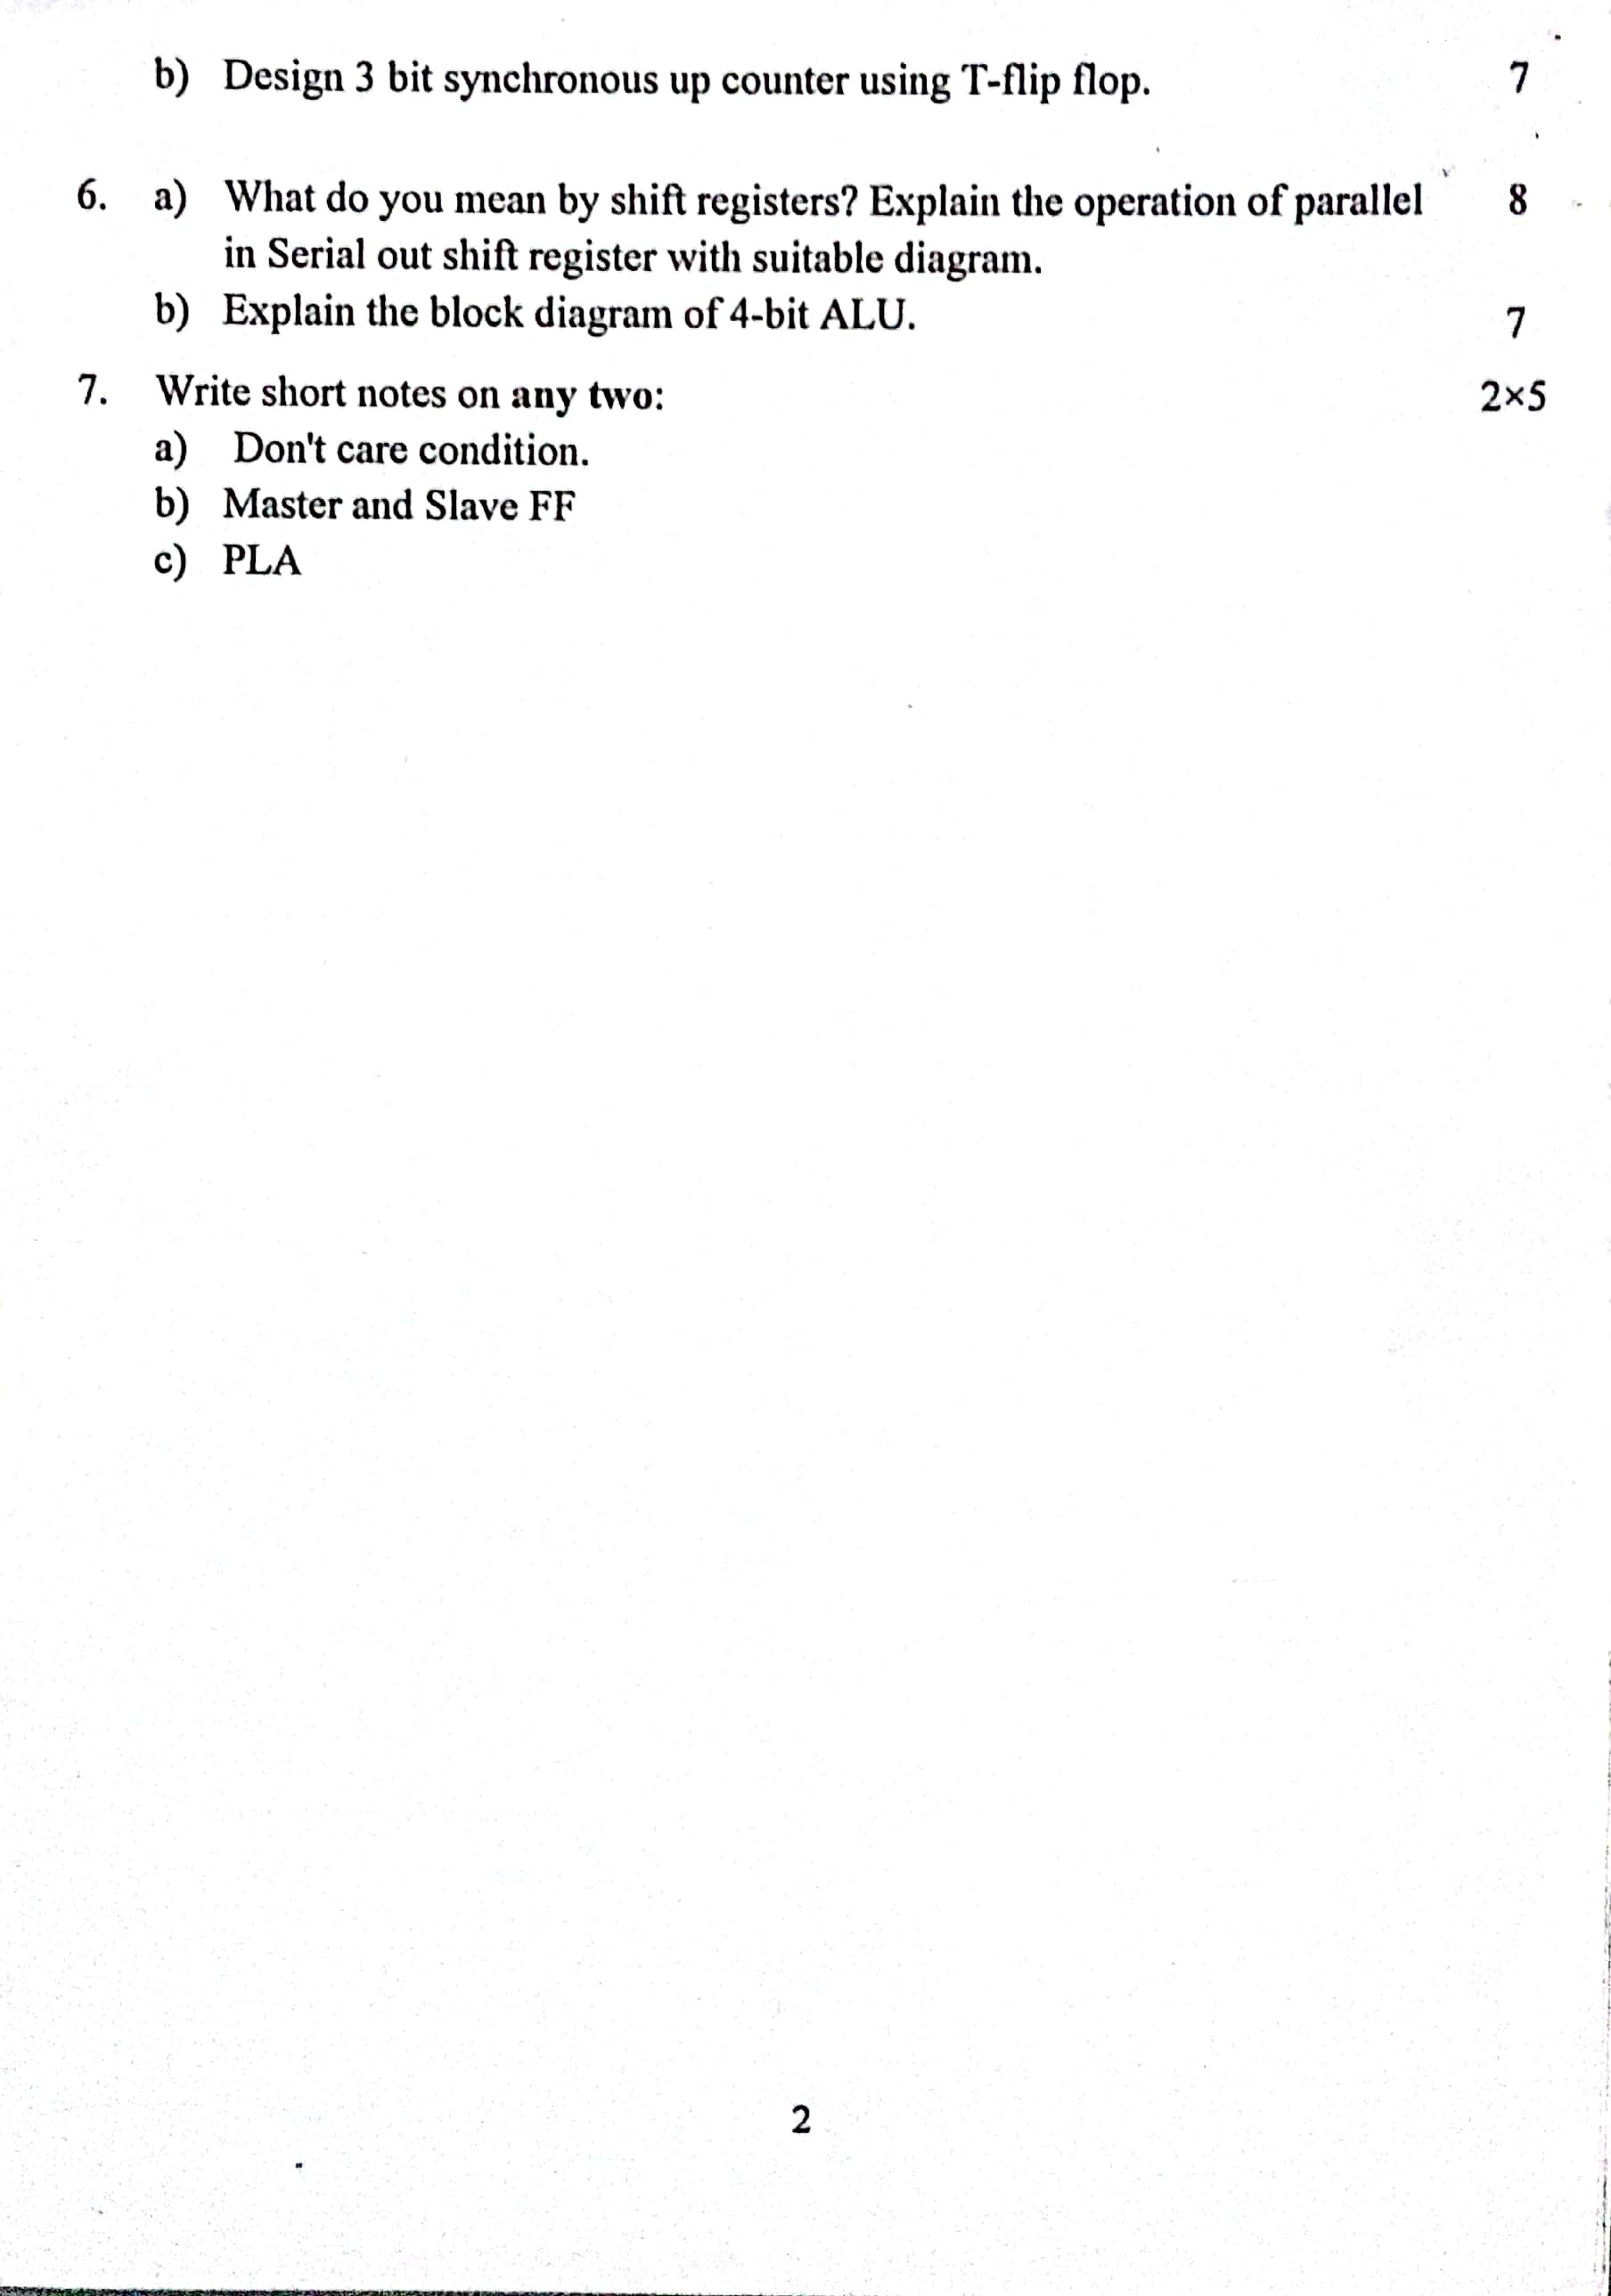 b) Design 3 bit synchronous up counter using T-flip flop. 7
6. a) What do you mean by shift registers? Explain the operation of parallel 8
in Serial out shift register with suitable diagram.
b) Explain the block diagram of 4-bit ALU. 7
7. Write short notes on any two: 2×5
a) Don't care condition.
b) Master and Slave FF
c) PLA
2